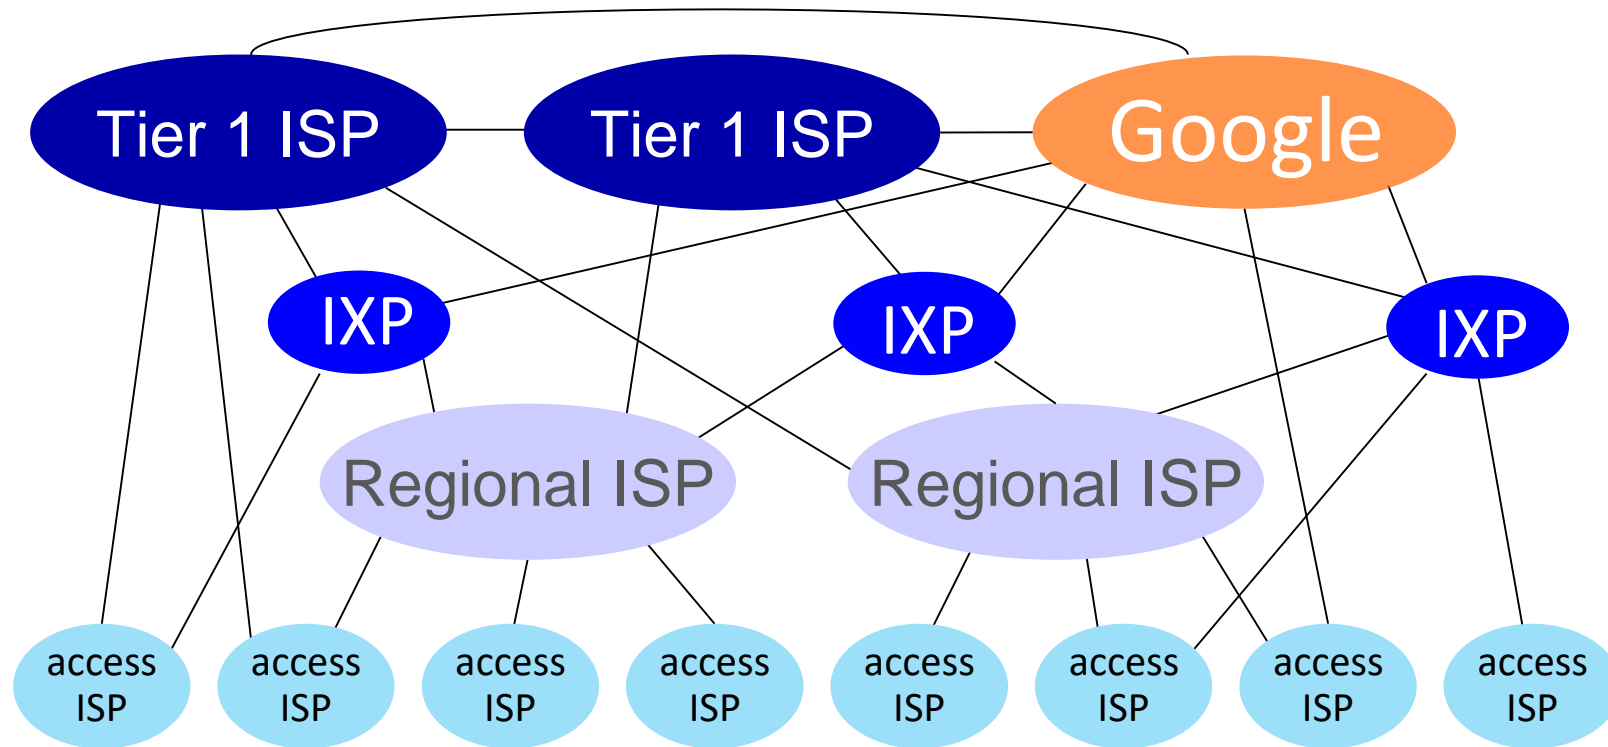 Tier 1 ISP
Tier 1 ISP
Google
IXP
IXP
IXP
Regional ISP
Regional ISP
access
ISP
access
ISP
access
ISP
access
ISP
access
ISP
access
ISP
access
ISP
access
ISP